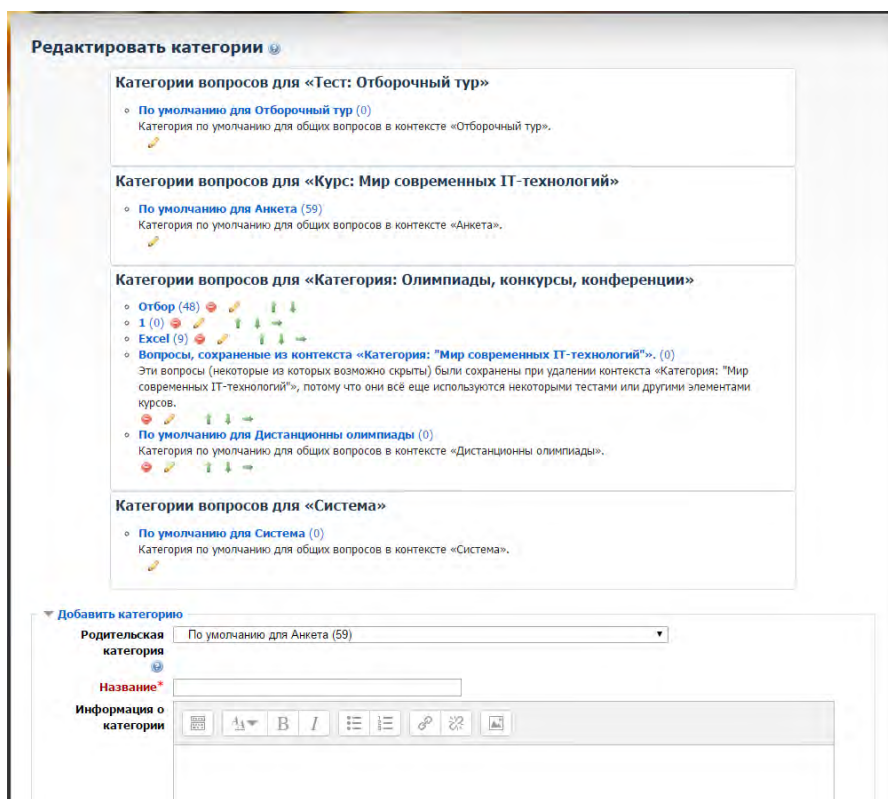 Редактировать категории
Категории вопросов для «Тест: Отборочный тур»
По умолчанию для Отборочный тур (0)
Категория по умолчанию для общих вопросов в контексте «Отборочный тур».
Категории вопросов для «Курс: Мир современных IT-технологий»
По умолчанию для Анкета (59)
Категория по умолчанию для общих вопросов в контексте «Анкета».
Категории вопросов для «Категория: Олимпиады, конкурсы, конференции»
Отбор (48)
1 (0)
Excel (9)
Вопросы, сохраненые из контекста «Категория: "Мир современных IT-технологий"». (0)
Эти вопросы (некоторые из которых возможно скрыты) были сохранены при удалении контекста «Категория: "Мир
современных IT-технологий"», потому что они всё еще используются некоторыми тестами или другими элементами
курсов.
По умолчанию для Дистанционны олимпиады (0)
Категория по умолчанию для общих вопросов в контексте «Дистанционны олимпиады».
Категории вопросов для «Система»
По умолчанию для Система (0)
Категория по умолчанию для общих вопросов в контексте «Система».
Добавить категорию
Родительская категория По умолчанию для Анкета (59)
Название*
Информация о категории